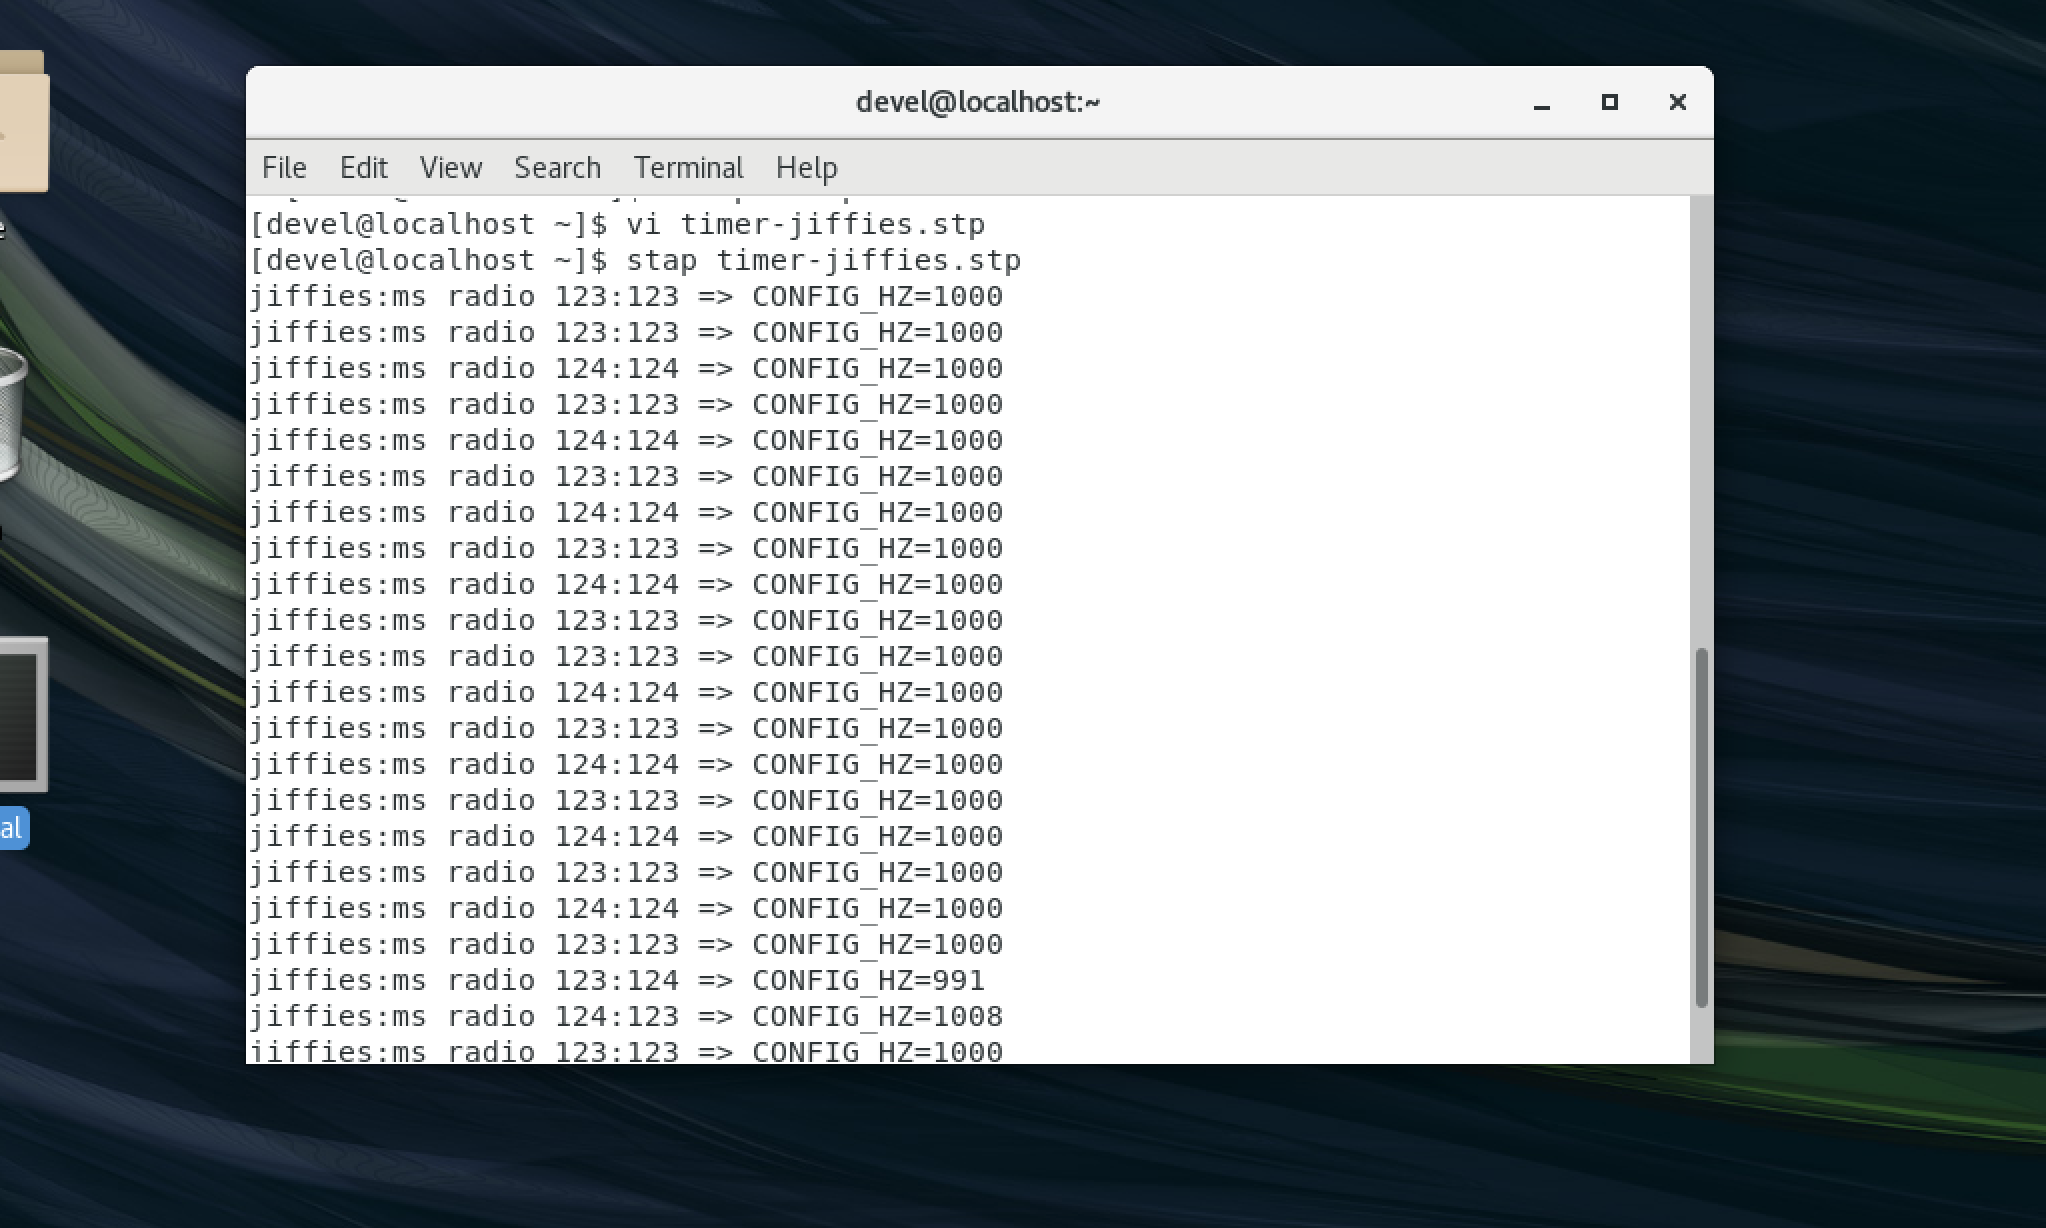 devel@localhost:~
File Edit View Search Terminal Help
[devel@localhost ~]$ vi timer-jiffies.stp
[devel@localhost ~]$ stap timer-jiffies.stp
jiffies:ms radio 123:123 => CONFIG_HZ=1000
jiffies:ms radio 123:123 => CONFIG_HZ=1000
jiffies:ms radio 124:124 => CONFIG_HZ=1000
jiffies:ms radio 123:123 => CONFIG_HZ=1000
jiffies:ms radio 124:124 => CONFIG_HZ=1000
jiffies:ms radio 123:123 => CONFIG_HZ=1000
jiffies:ms radio 124:124 => CONFIG_HZ=1000
jiffies:ms radio 123:123 => CONFIG_HZ=1000
jiffies:ms radio 124:124 => CONFIG_HZ=1000
jiffies:ms radio 123:123 => CONFIG_HZ=1000
jiffies:ms radio 123:123 => CONFIG_HZ=1000
jiffies:ms radio 124:124 => CONFIG_HZ=1000
jiffies:ms radio 123:123 => CONFIG_HZ=1000
jiffies:ms radio 124:124 => CONFIG_HZ=1000
jiffies:ms radio 123:123 => CONFIG_HZ=1000
jiffies:ms radio 124:124 => CONFIG_HZ=1000
jiffies:ms radio 123:123 => CONFIG_HZ=1000
jiffies:ms radio 124:124 => CONFIG_HZ=1000
jiffies:ms radio 123:123 => CONFIG_HZ=1000
jiffies:ms radio 123:124 => CONFIG_HZ=991
jiffies:ms radio 124:123 => CONFIG_HZ=1008
jiffies:ms radio 123:123 => CONFIG_HZ=1000
al